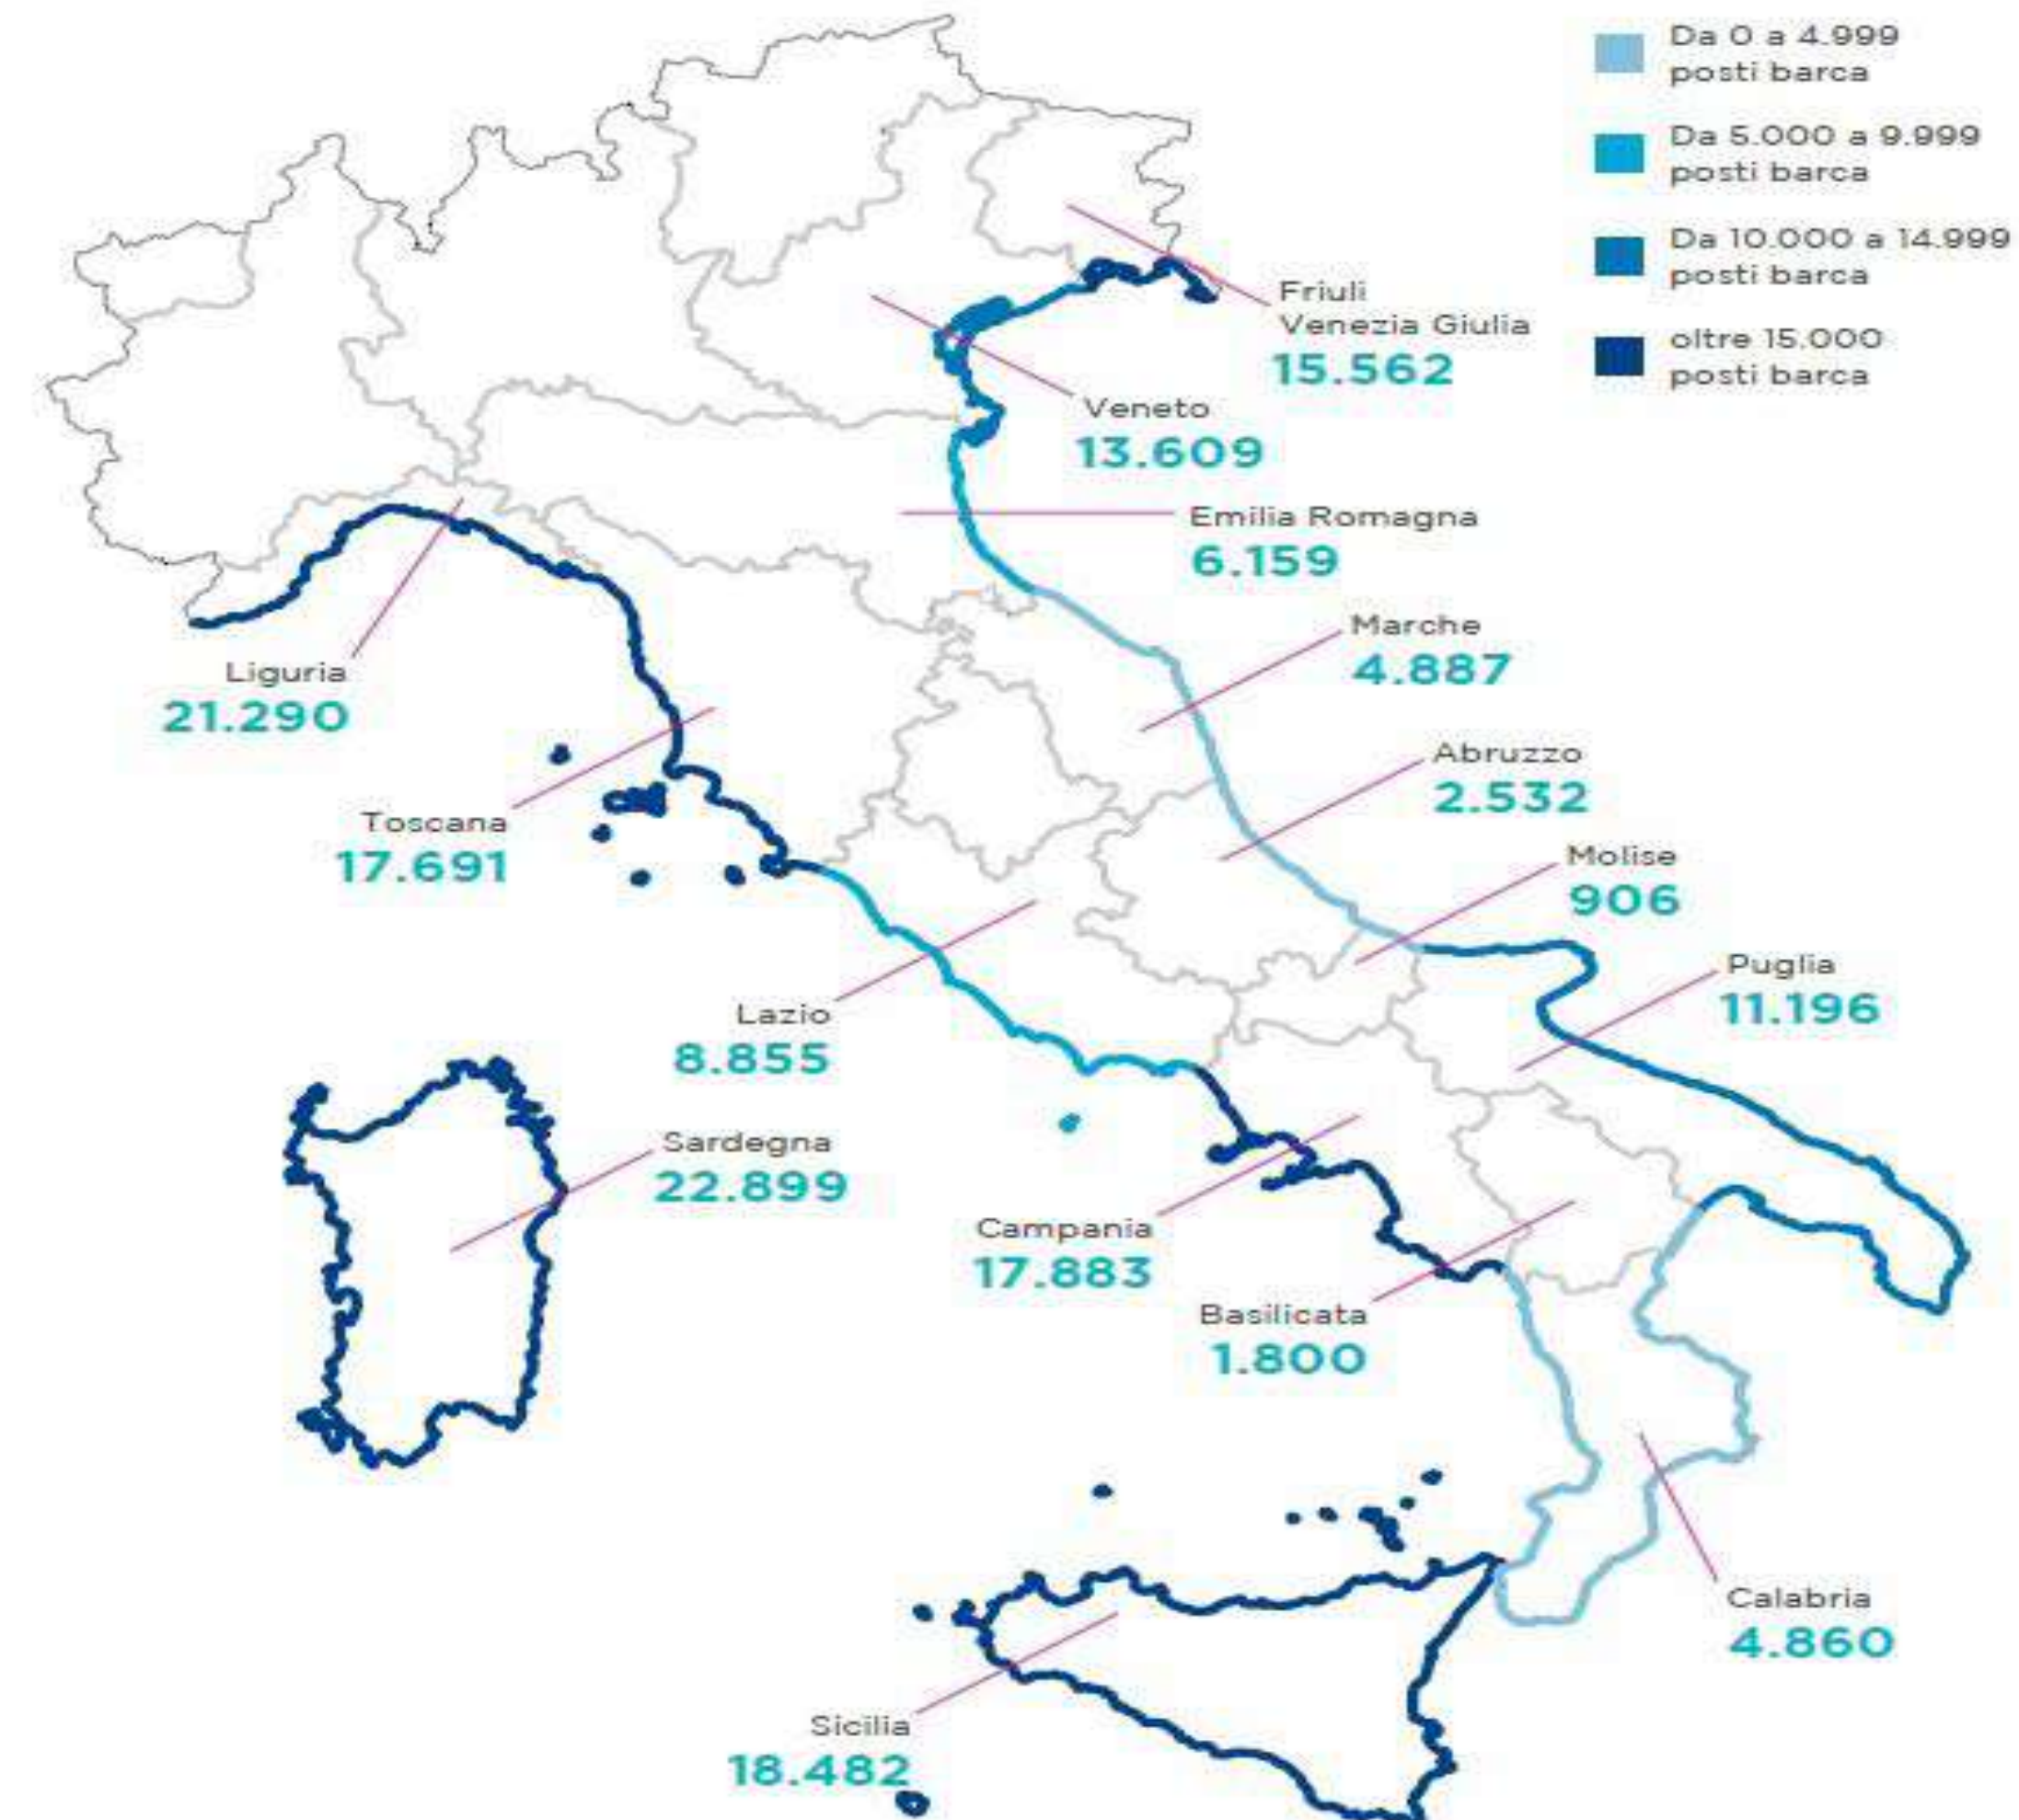 Da 0 a 4.999
posti barca
Da 5.000 a 9.999
posti barca
Da 10.000 a 14.999
posti barca
oltre 15.000
posti barca
Friuli
Venezia Giulia
15.562
Veneto
13.609
Emilia Romagna
6.159
Marche
4.887
Liguria
21.290
Abruzzo
2.532
Toscana
17.691
Molise
906
Puglia
11.196
Lazio
8.855
Sardegna
22.899
Campania
17.883
Basilicata
1.800
Calabria
4.860
Sicilia
18.482